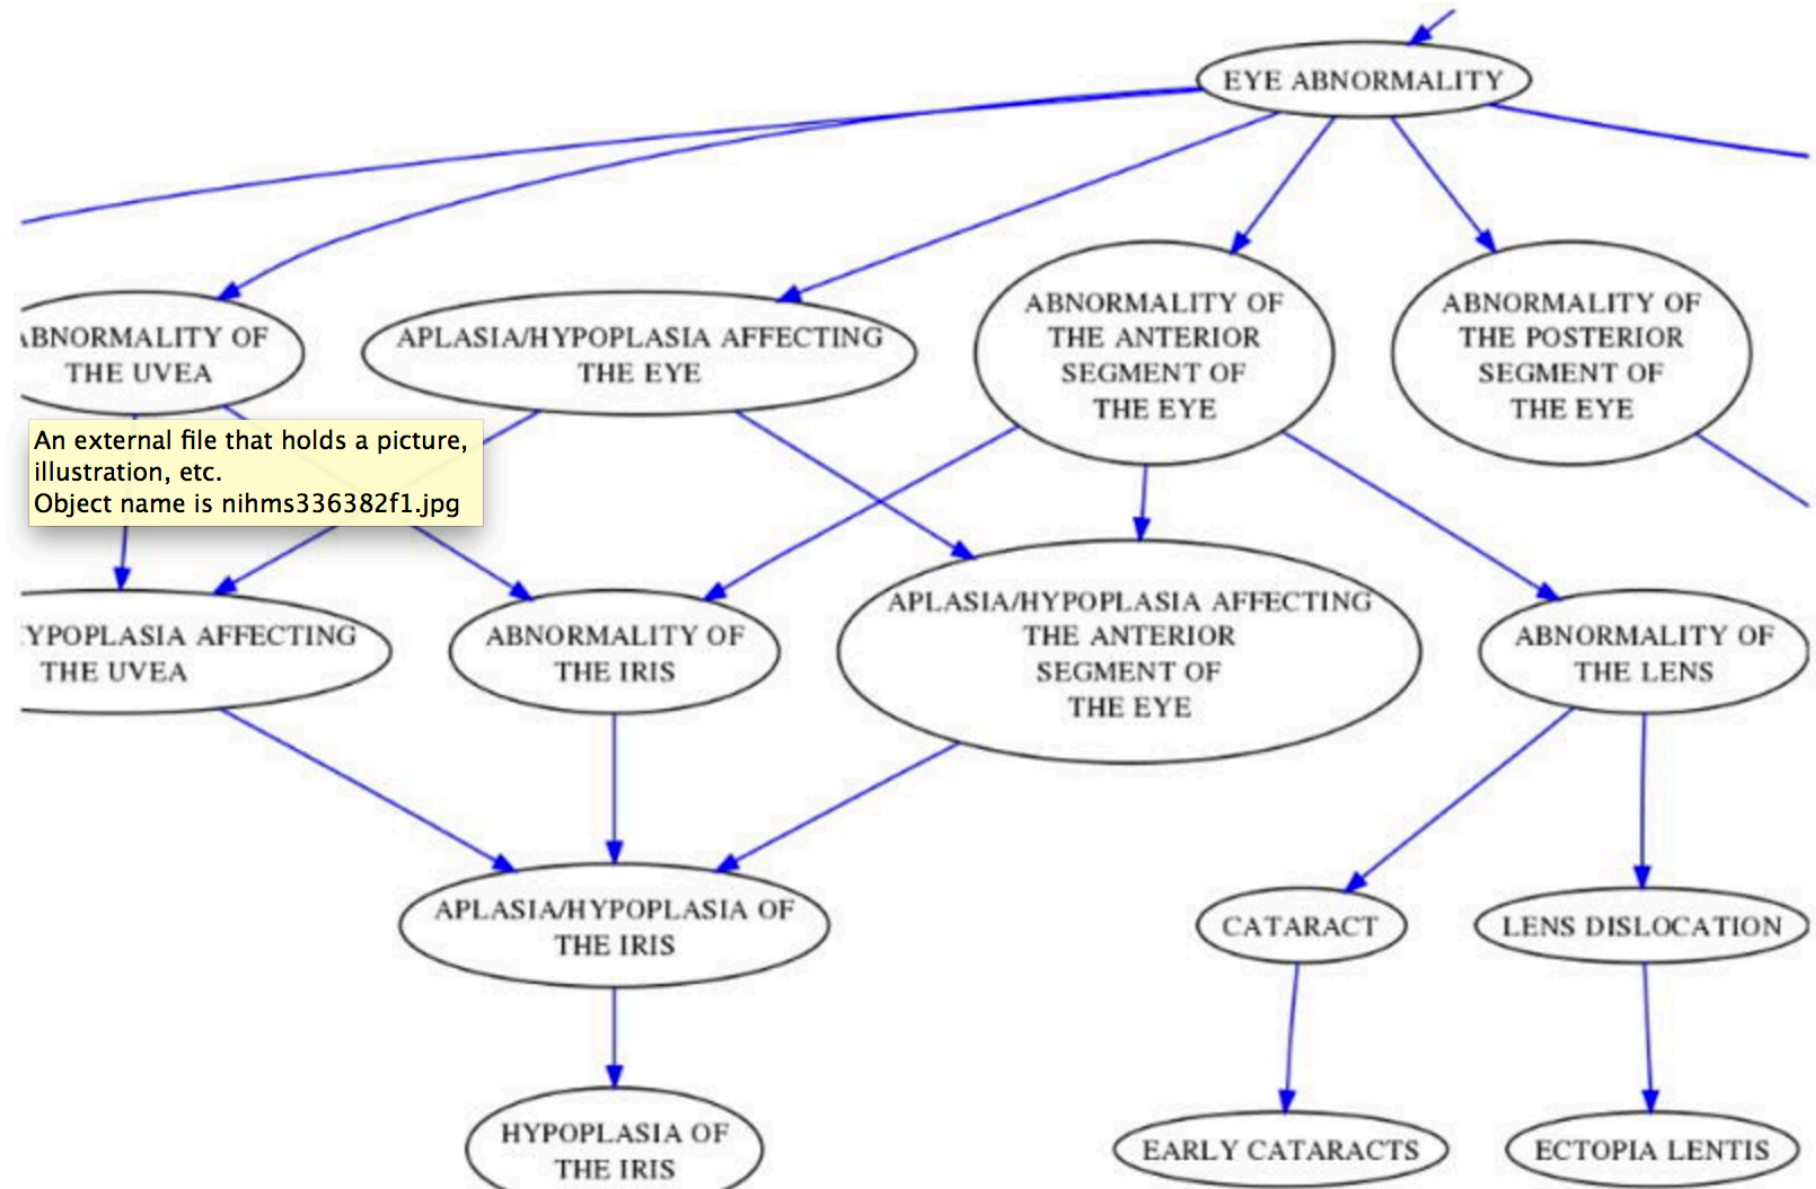 EYE ABNORMALITY
ABNORMALITY OF
THE UVEA
APLASIA/HYPOPLASIA AFFECTING
THE EYE
ABNORMALITY OF
THE ANTERIOR
SEGMENT OF
THE EYE
ABNORMALITY OF
THE POSTERIOR
SEGMENT OF
THE EYE
An external file that holds a picture,
illustration, etc.
Object name is nihms336382f1.jpg
YPOPLASIA AFFECTING
THE UVEA
ABNORMALITY OF
THE IRIS
APLASIA/HYPOPLASIA AFFECTING
THE ANTERIOR
SEGMENT OF
THE EYE
ABNORMALITY OF
THE LENS
APLASIA/HYPOPLASIA OF
THE IRIS
CATARACT
LENS DISLOCATION
HYPOPLASIA OF
THE IRIS
EARLY CATARACTS
ECTOPIA LENTIS